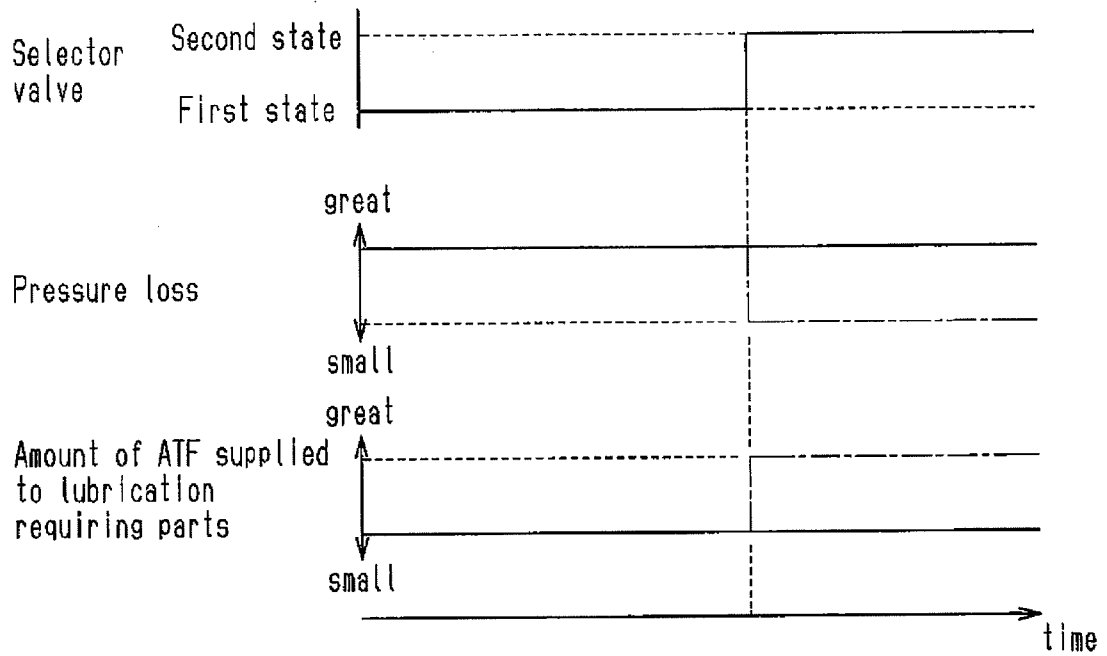 Second state
Selector
valve
First state
great
Pressure loss
small
great
Amount of ATF supplied
to lubrication
requiring parts
small
time